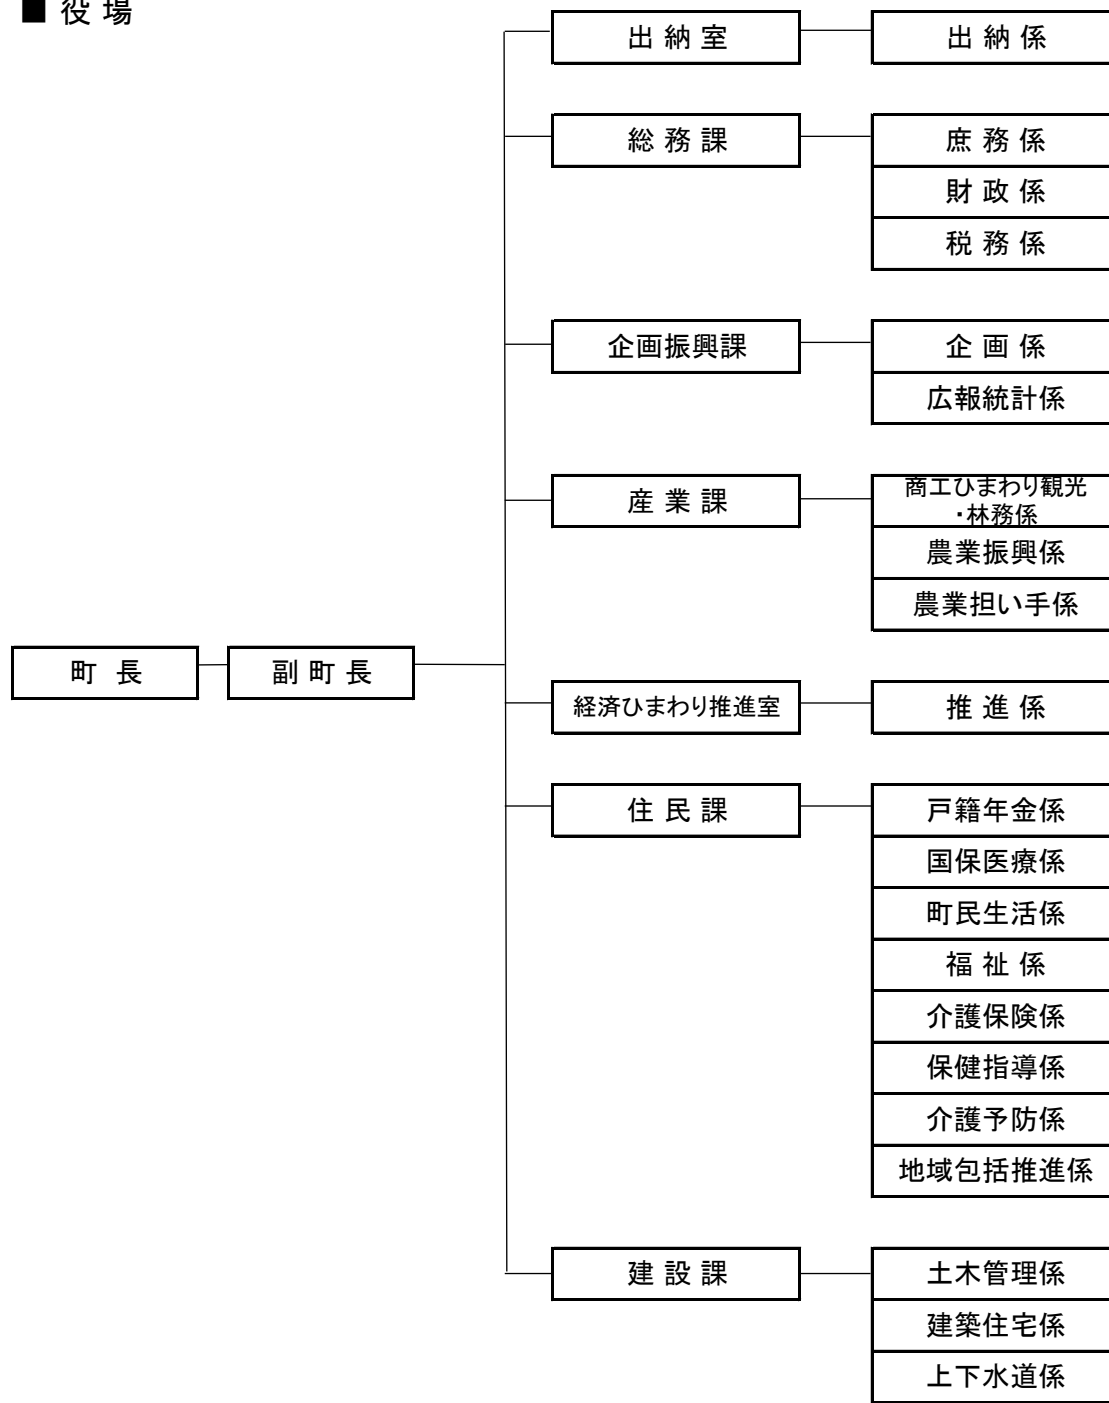 ■ 役 場
出 納 室
出 納 係
総 務 課
庶 務 係
財 政 係
税 務 係
企画振興課
企 画 係
広報統計係
産 業 課
商工ひまわり観光
・林務係
農業振興係
農業担い手係
町 長
副 町 長
経済ひまわり推進室
推 進 係
住 民 課
戸籍年金係
国保医療係
町民生活係
福 祉 係
介護保険係
保健指導係
介護予防係
地域包括推進係
建 設 課
土木管理係
建築住宅係
上下水道係